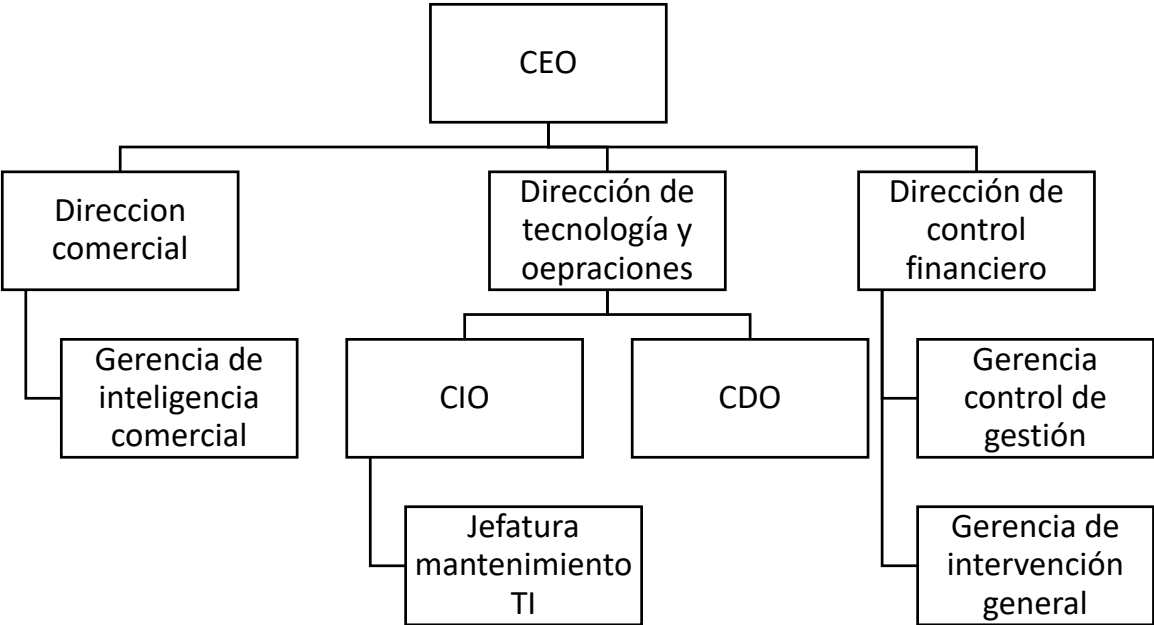 CEO
Direccion
comercial
Dirección de
tecnología y
oepraciones
Dirección de
control
financiero
Gerencia de
inteligencia
comercial
CIO
CDO
Gerencia
control de
gestión
Jefatura
mantenimiento
TI
Gerencia de
intervención
general